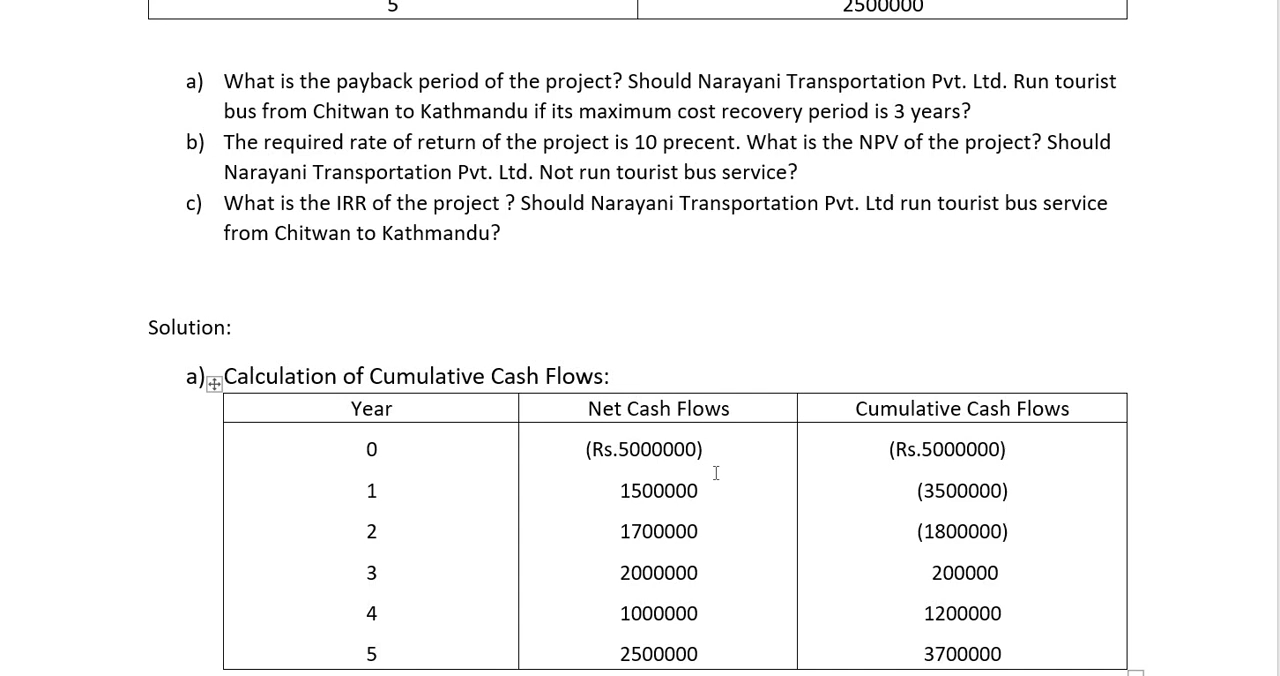 5 2500000
a) What is the payback period of the project? Should Narayani Transportation Pvt. Ltd. Run tourist
bus from Chitwan to Kathmandu if its maximum cost recovery period is 3 years?
b) The required rate of return of the project is 10 precent. What is the NPV of the project? Should
Narayani Transportation Pvt. Ltd. Not run tourist bus service?
c) What is the IRR of the project ? Should Narayani Transportation Pvt. Ltd run tourist bus service
from Chitwan to Kathmandu?
Solution:
a) Calculation of Cumulative Cash Flows:
Year Net Cash Flows Cumulative Cash Flows
0 (Rs.5000000) (Rs.5000000)
1 1500000 (3500000)
2 1700000 (1800000)
3 2000000 200000
4 1000000 1200000
5 2500000 3700000